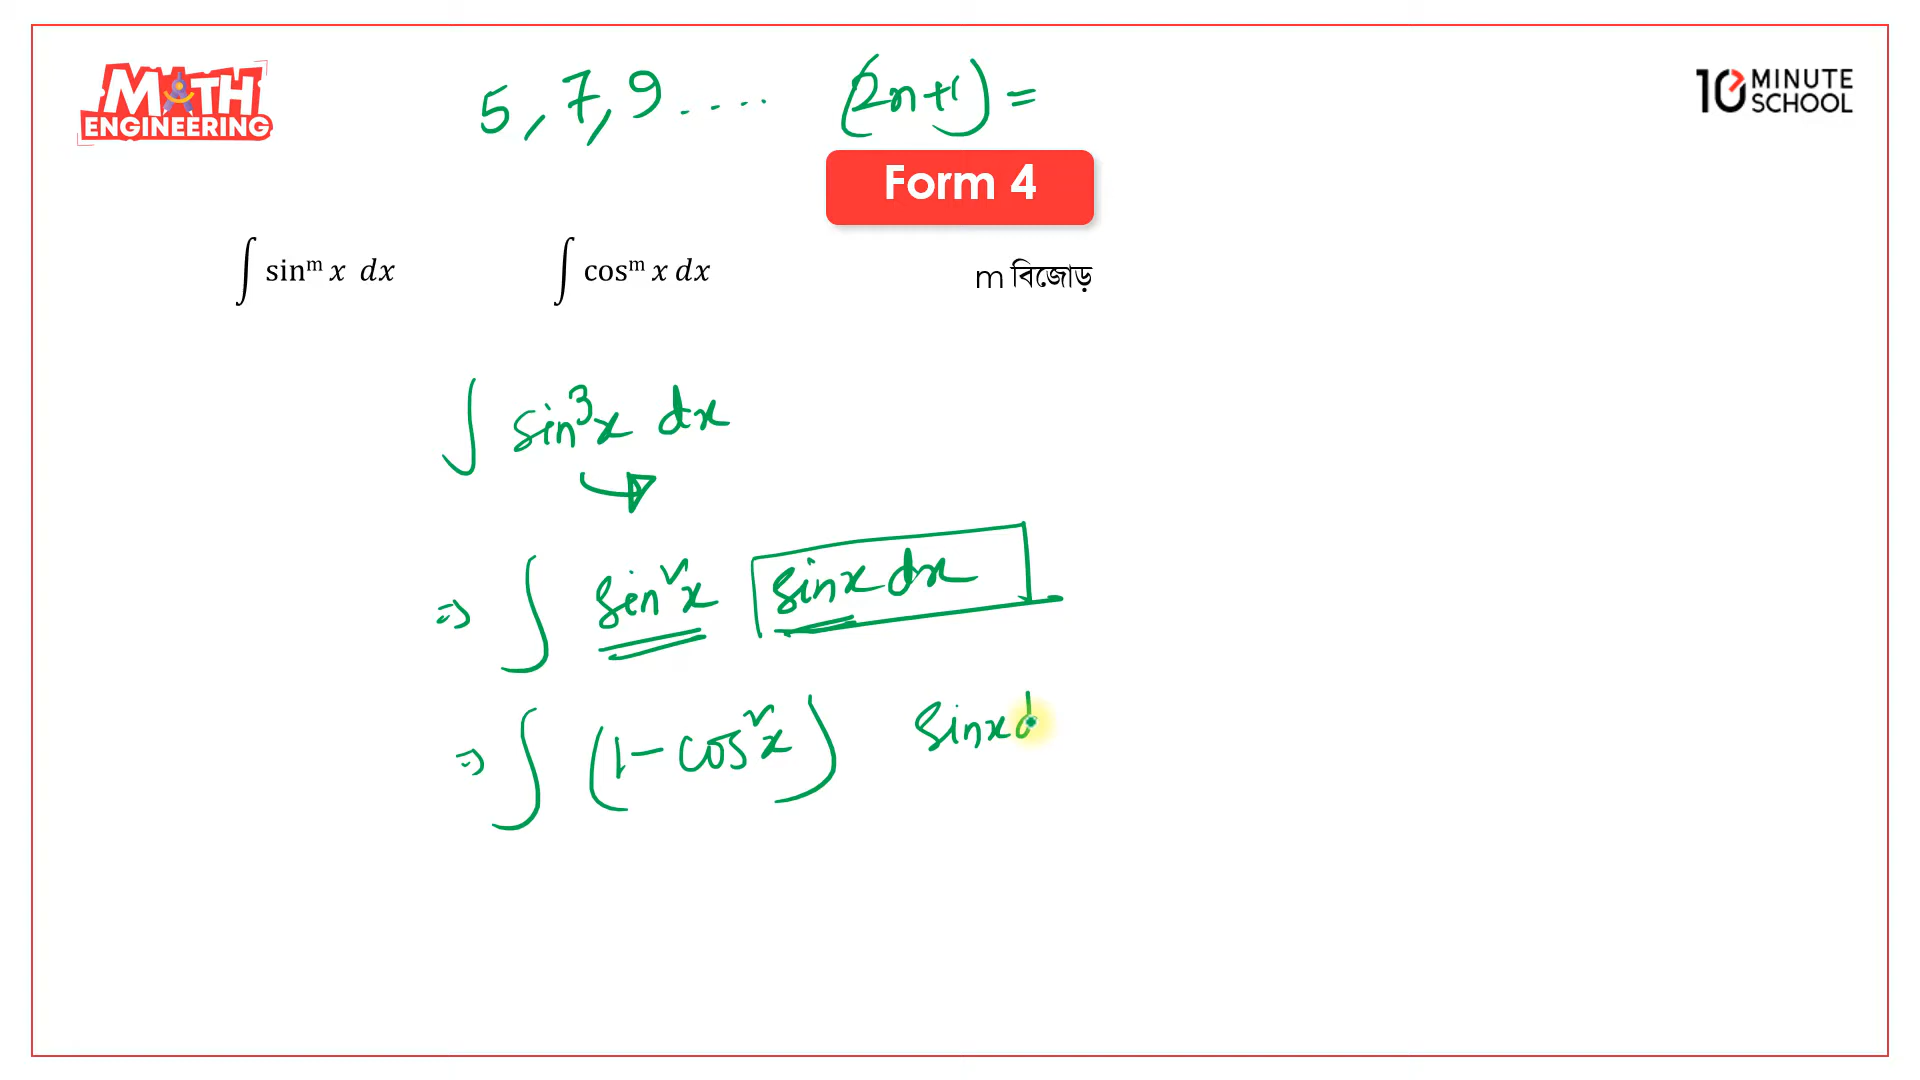 MATH ENGINEERING
5, 7, 9 .... (2n+1) =
10 MINUTE SCHOOL
Form 4
∫ sinᵐ x dx ∫ cosᵐ x dx m বিজোড়
∫ sin³x dx
⇒ ∫ sin²x sinx dx
⇒ ∫ (1 - cos²x) sinx d